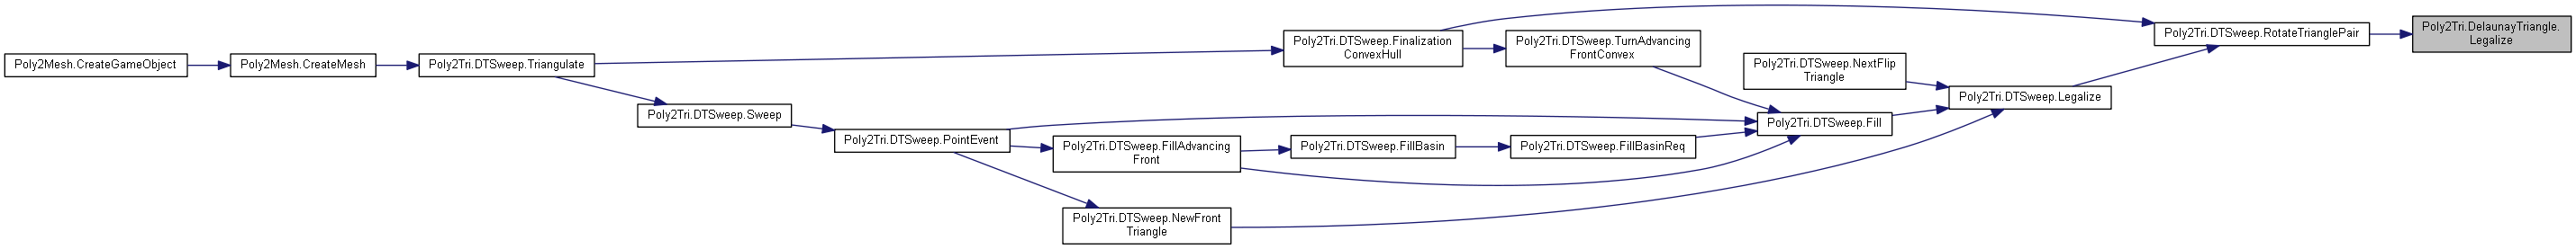 Poly2Mesh.CreateGameObject
Poly2Mesh.CreateMesh
Poly2Tri.DTSweep.Triangulate
Poly2Tri.DTSweep.Sweep
Poly2Tri.DTSweep.PointEvent
Poly2Tri.DTSweep.Finalization
ConvexHull
Poly2Tri.DTSweep.TurnAdvancing
FrontConvex
Poly2Tri.DTSweep.FillAdvancing
Front
Poly2Tri.DTSweep.FillBasin
Poly2Tri.DTSweep.FillBasinReq
Poly2Tri.DTSweep.NewFront
Triangle
Poly2Tri.DTSweep.NextFlip
Triangle
Poly2Tri.DTSweep.Fill
Poly2Tri.DTSweep.Legalize
Poly2Tri.DTSweep.RotateTrianglePair
Poly2Tri.DelaunayTriangle.
Legalize